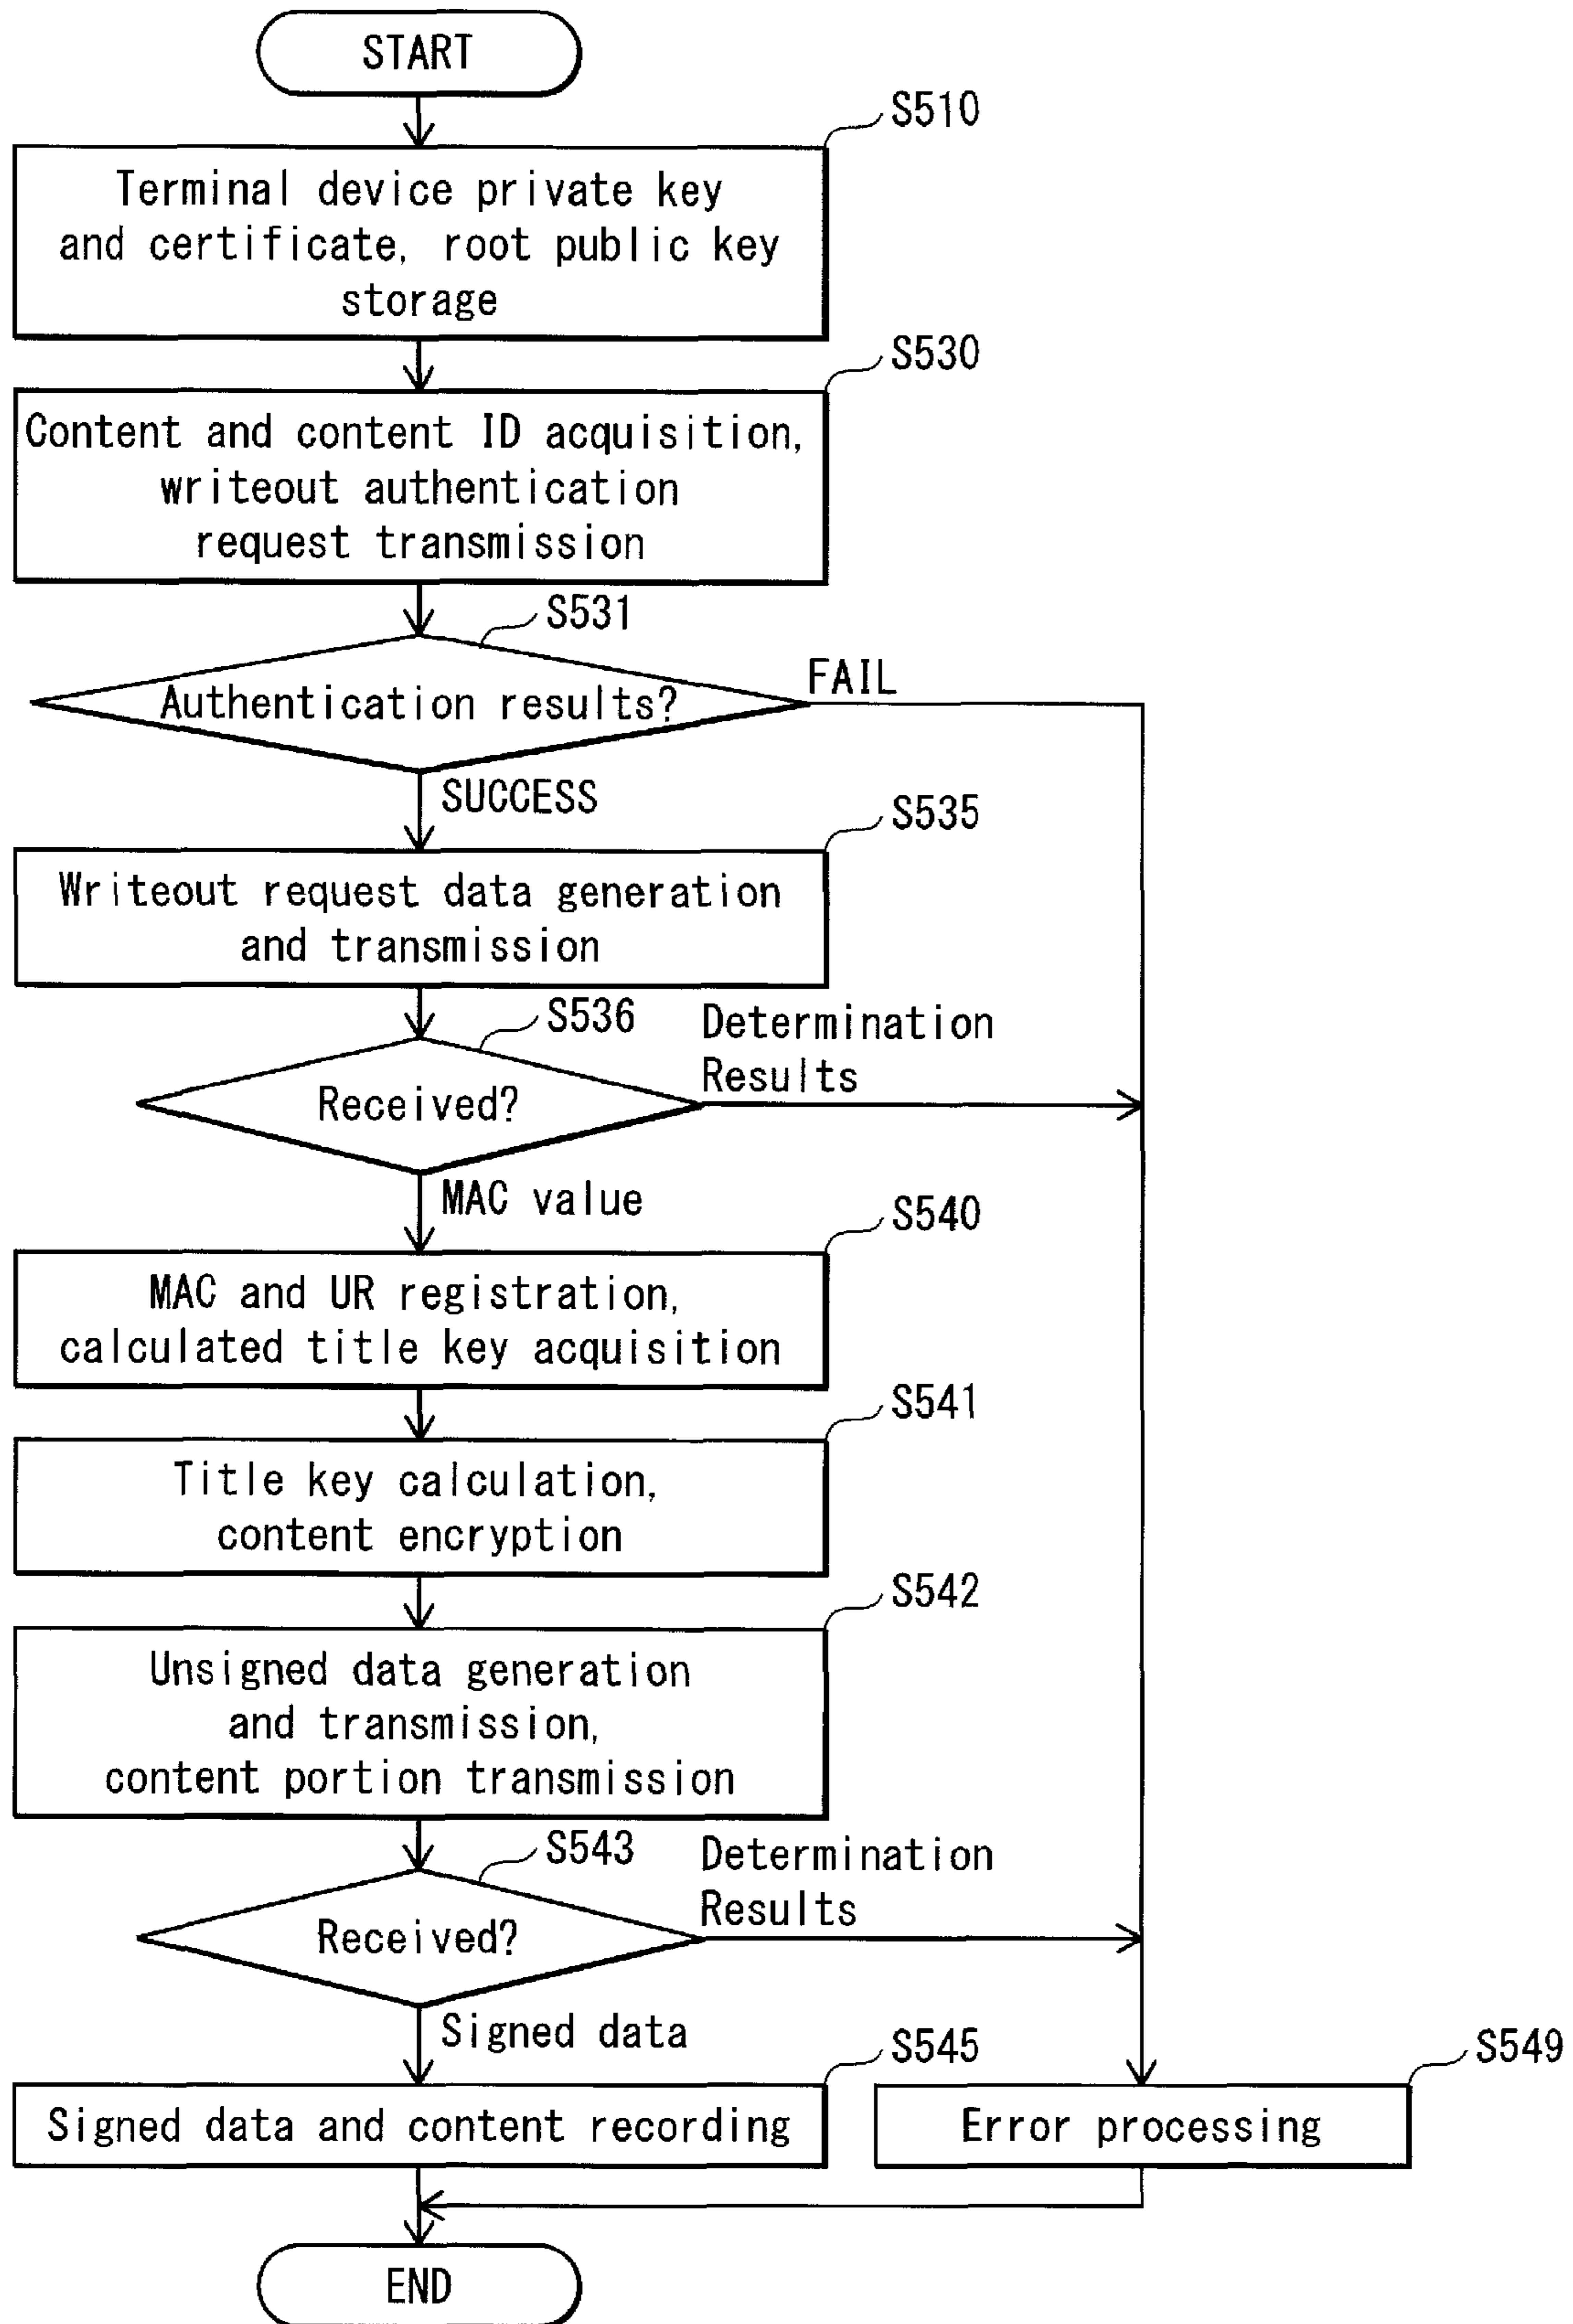 START
S510
Terminal device private key
and certificate, root public key
storage
S530
Content and content ID acquisition,
writeout authentication
request transmission
S531
Authentication results?
FAIL
SUCCESS
S535
Writeout request data generation
and transmission
S536
Determination
Results
Received?
MAC value
S540
MAC and UR registration,
calculated title key acquisition
S541
Title key calculation,
content encryption
S542
Unsigned data generation
and transmission,
content portion transmission
S543
Determination
Results
Received?
Signed data
S545
S549
Signed data and content recording
Error processing
END